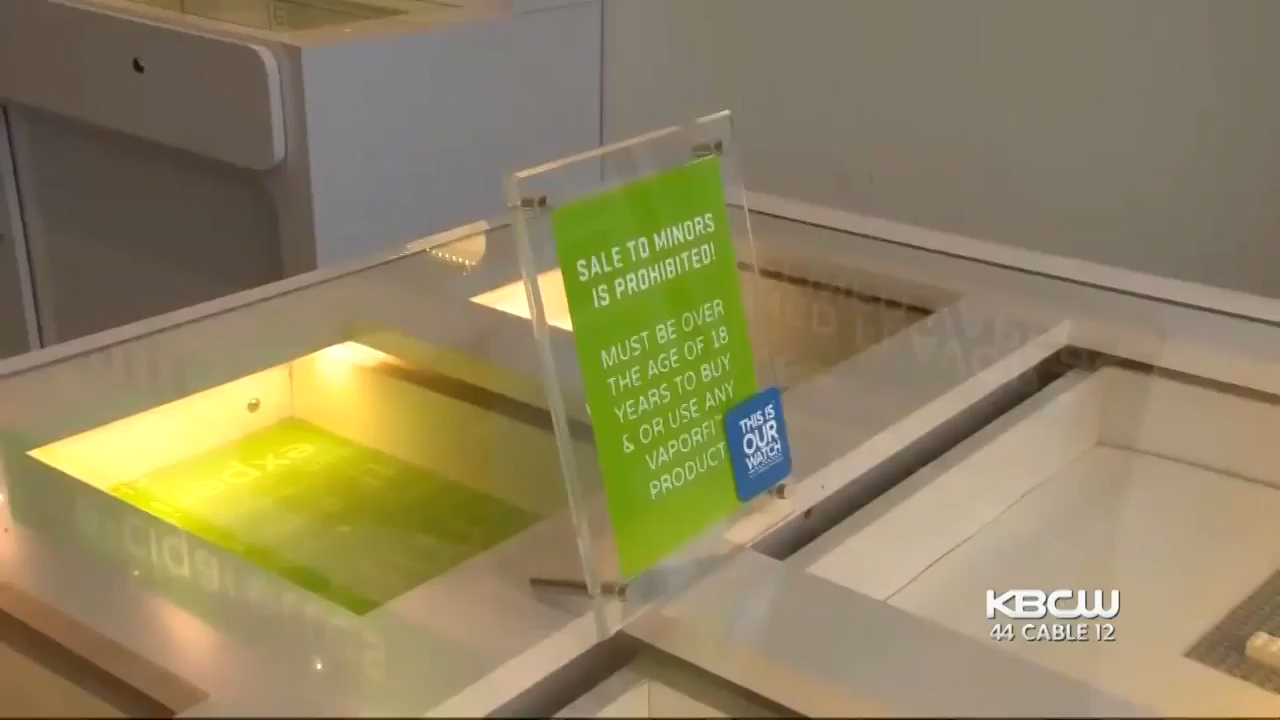 SALE TO MINORS
IS PROHIBITED!
MUST BE OVER
THE AGE OF 18
YEARS TO BUY
& OR USE ANY
VAPORFI
PRODUCT
THIS IS
OUR
WATCH
KBCW
44 CABLE 12